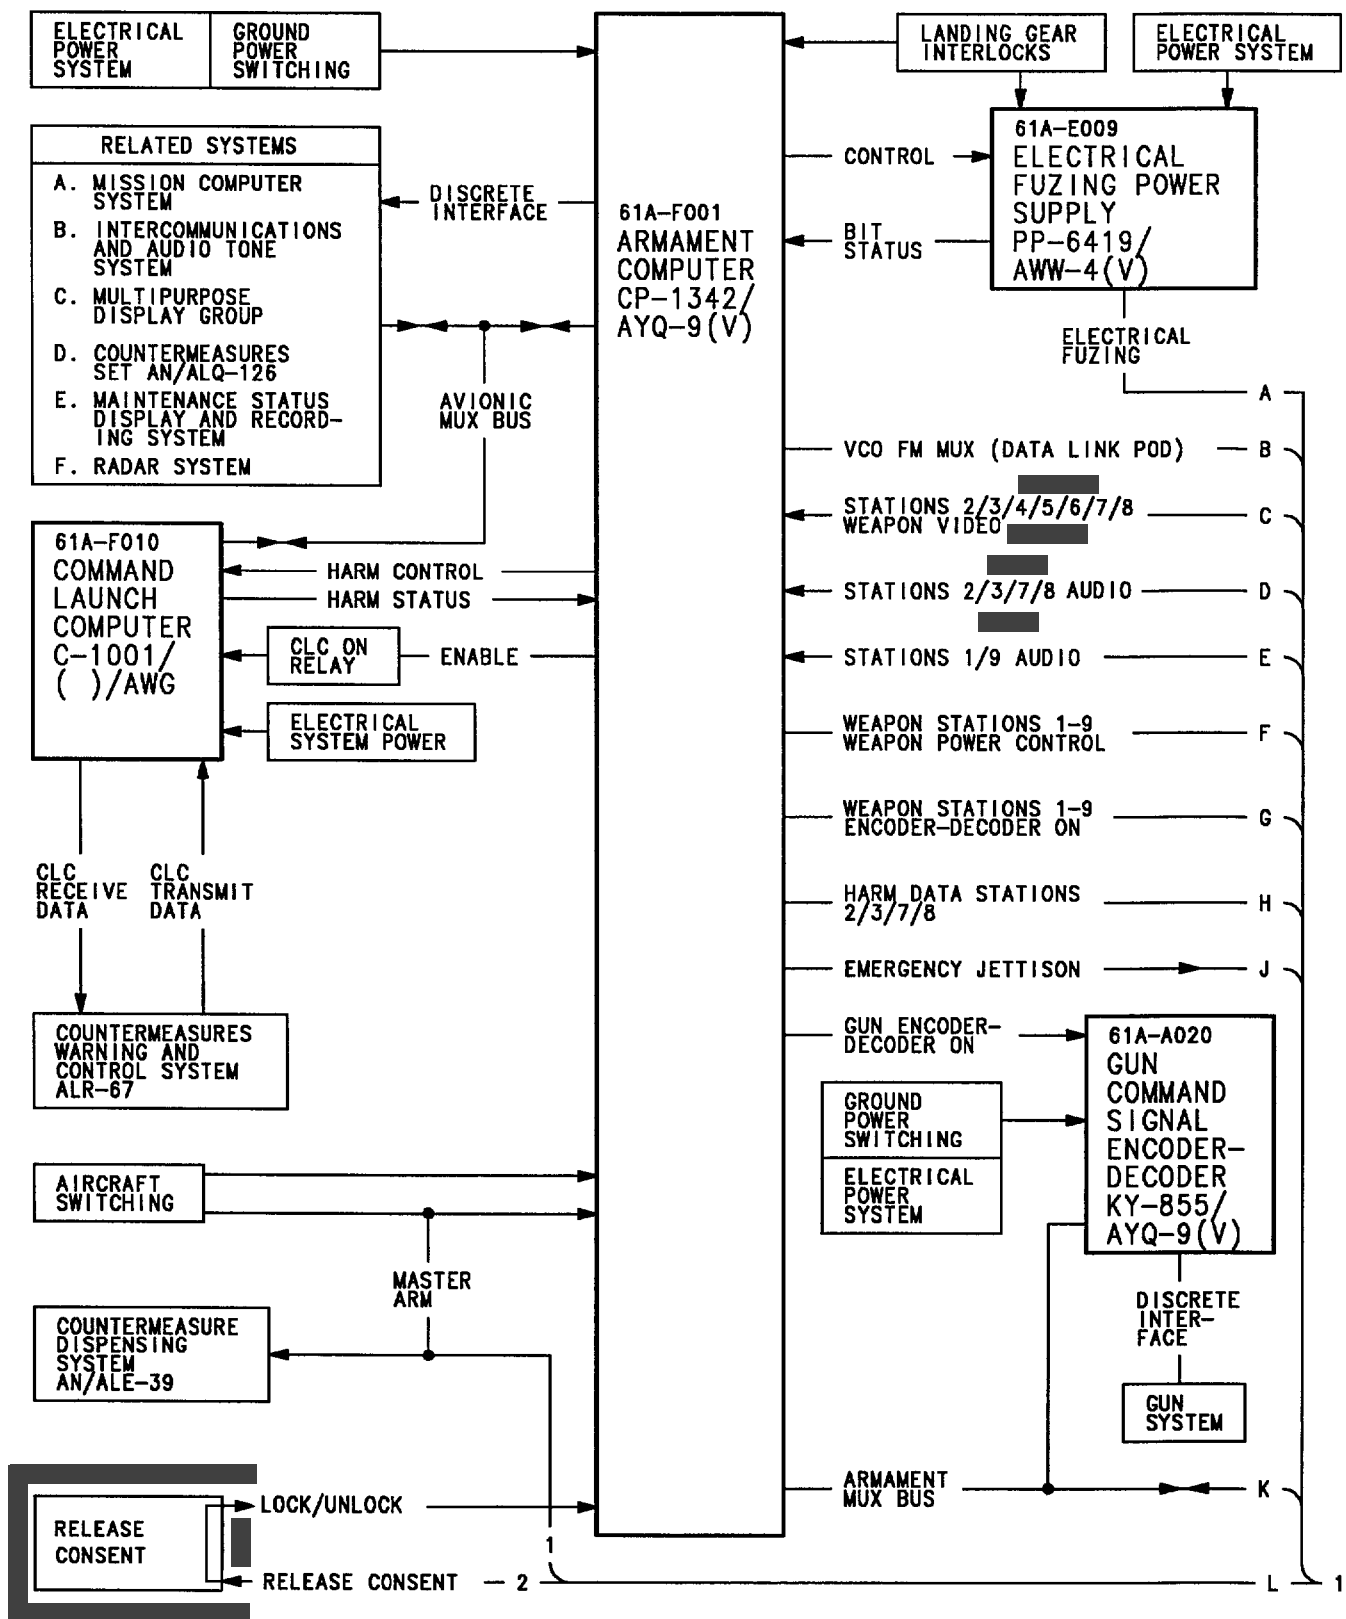 ELECTRICAL
POWER
SYSTEM
GROUND
POWER
SWITCHING
LANDING GEAR
INTERLOCKS
ELECTRICAL
POWER SYSTEM
RELATED SYSTEMS
A. MISSION COMPUTER
SYSTEM
B. INTERCOMMUNICATIONS
AND AUDIO TONE
SYSTEM
C. MULTIPURPOSE
DISPLAY GROUP
D. COUNTERMEASURES
SET AN/ALQ-126
E. MAINTENANCE STATUS
DISPLAY AND RECORD-
ING SYSTEM
F. RADAR SYSTEM
DISCRETE
INTERFACE
AVIONIC
MUX BUS
61A-F001
ARMAMENT
COMPUTER
CP-1342/
AYQ-9(V)
CONTROL
BIT
STATUS
61A-E009
ELECTRICAL
FUZING POWER
SUPPLY
PP-6419/
AWW-4(V)
ELECTRICAL
FUZING
A
VCO FM MUX (DATA LINK POD)
B
STATIONS 2/3/4/5/6/7/8
WEAPON VIDEO
C
STATIONS 2/3/7/8 AUDIO
D
STATIONS 1/9 AUDIO
E
WEAPON STATIONS 1-9
WEAPON POWER CONTROL
F
WEAPON STATIONS 1-9
ENCODER-DECODER ON
G
HARM DATA STATIONS
2/3/7/8
H
EMERGENCY JETTISON
J
61A-F010
COMMAND
LAUNCH
COMPUTER
C-1001/
( )/AWG
HARM CONTROL
HARM STATUS
CLC ON
RELAY
ENABLE
ELECTRICAL
SYSTEM POWER
CLC
RECEIVE
DATA
CLC
TRANSMIT
DATA
COUNTERMEASURES
WARNING AND
CONTROL SYSTEM
ALR-67
GUN ENCODER-
DECODER ON
GROUND
POWER
SWITCHING
ELECTRICAL
POWER
SYSTEM
61A-A020
GUN
COMMAND
SIGNAL
ENCODER-
DECODER
KY-855/
AYQ-9(V)
DISCRETE
INTER-
FACE
GUN
SYSTEM
AIRCRAFT
SWITCHING
MASTER
ARM
COUNTERMEASURE
DISPENSING
SYSTEM
AN/ALE-39
ARMAMENT
MUX BUS
K
RELEASE
CONSENT
LOCK/UNLOCK
1
RELEASE CONSENT
2
L
1